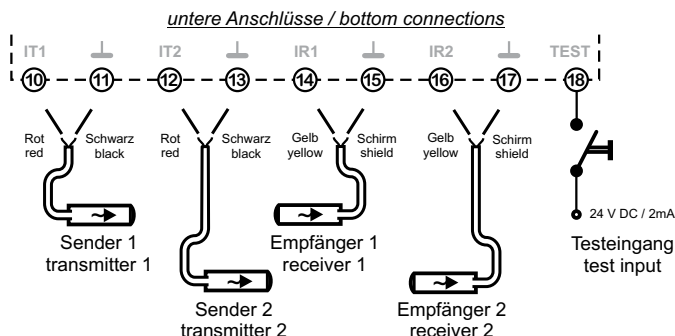 untere Anschlüsse / bottom connections
IT1 IT2 IR1 IR2 TEST
10 11 12 13 14 15 16 17 18
Rot Schwarz Rot Schwarz Gelb Schirm Gelb Schirm
red black red black yellow shield yellow shield
24 V DC / 2mA
Sender 1 Empfänger 1 Testeingang
transmitter 1 receiver 1 test input
Sender 2 Empfänger 2
transmitter 2 receiver 2